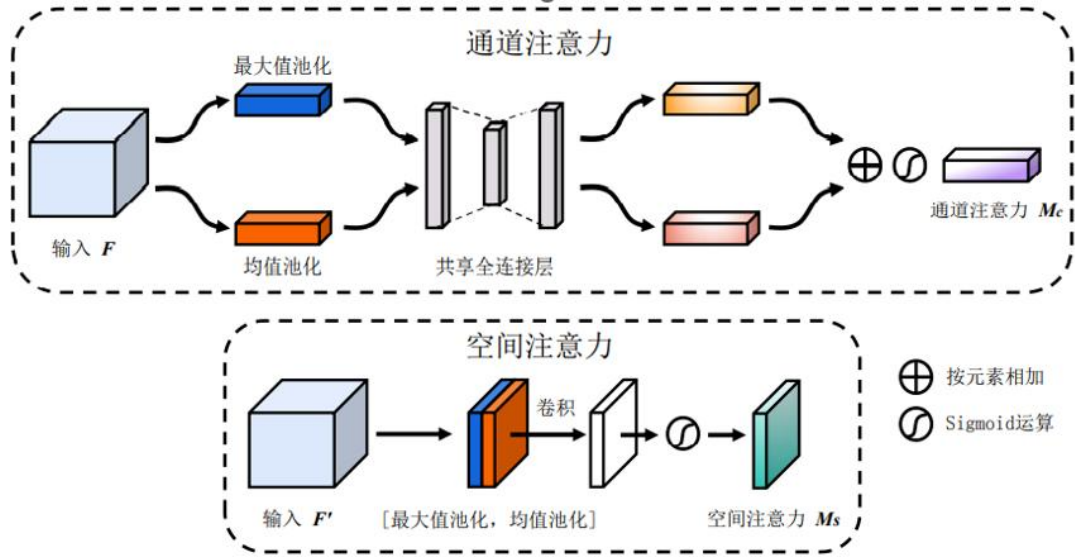 通道注意力
最大值池化
输入 F
均值池化
共享全连接层
通道注意力 Mc
空间注意力
卷积
输入 F'
[最大值池化, 均值池化]
空间注意力 Ms
按元素相加
Sigmoid运算